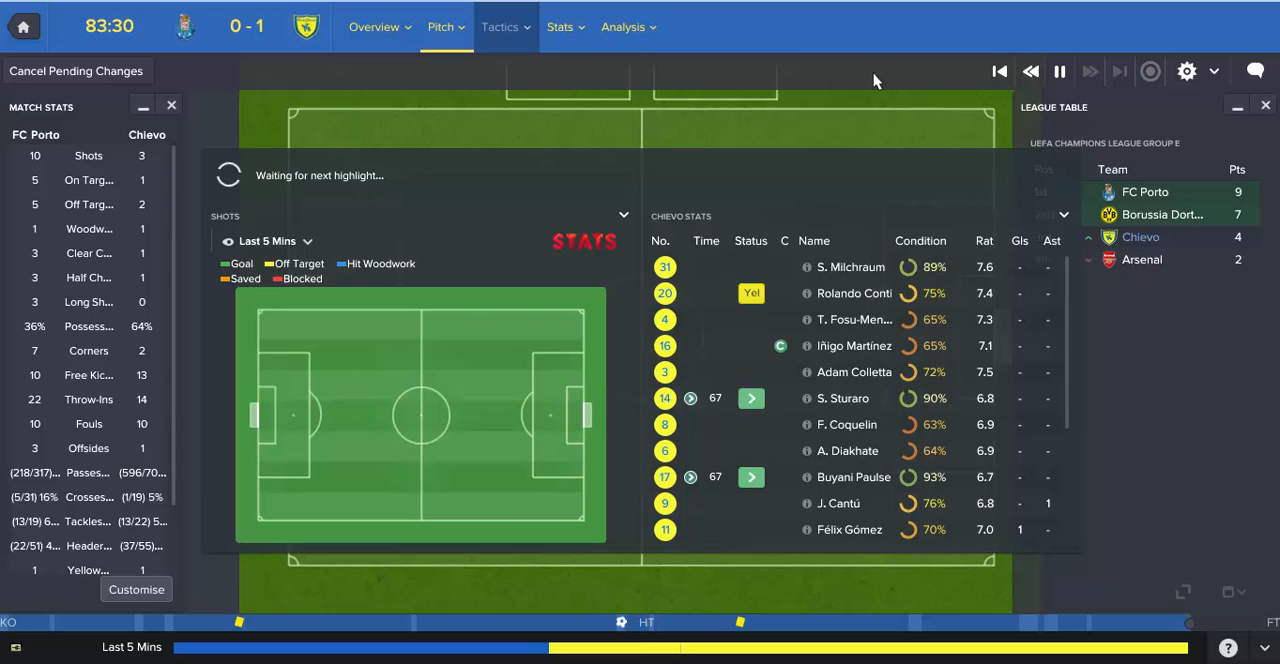 83:30 0 - 1 Overview Pitch Tactics Stats Analysis
Cancel Pending Changes
MATCH STATS
FC Porto Chievo
10 Shots 3
5 On Targ... 1
5 Off Targ... 2
1 Woodw... 1
3 Clear C... 1
3 Half Ch... 1
3 Long Sh... 0
36% Possess... 64%
7 Corners 2
10 Free Kic... 13
22 Throw-Ins 14
10 Fouls 10
3 Offsides 1
(218/317)... Passes... (596/70...
(5/31) 16% Crosses... (1/19) 5%
(13/19) 6... Tackles... (13/22) 5...
(22/51) 4... Header... (37/55)...
1 Yellow... 1
Customise
Waiting for next highlight...
SHOTS
Last 5 Mins
STATS
Goal Off Target Hit Woodwork
Saved Blocked
CHIEVO STATS
No. Time Status C Name Condition Rat Gls Ast
31 S. Milchraum 89% 7.6 - -
20 Yel Rolando Conti 75% 7.4 - -
4 T. Fosu-Men... 65% 7.3 - -
16 C Iñigo Martínez 65% 7.1 - -
3 Adam Colletta 72% 7.5 - -
14 67 S. Sturaro 90% 6.8 - -
8 F. Coquelin 63% 6.9 - -
6 A. Diakhate 64% 6.9 - -
17 67 Buyani Paulse 93% 6.7 - -
9 J. Cantú 76% 6.8 - 1
11 Félix Gómez 70% 7.0 1 -
LEAGUE TABLE
UEFA CHAMPIONS LEAGUE GROUP E
Pos Team Pts
1st FC Porto 9
Borussia Dort... 7
Chievo 4
Arsenal 2
KO HT FT
Last 5 Mins ?